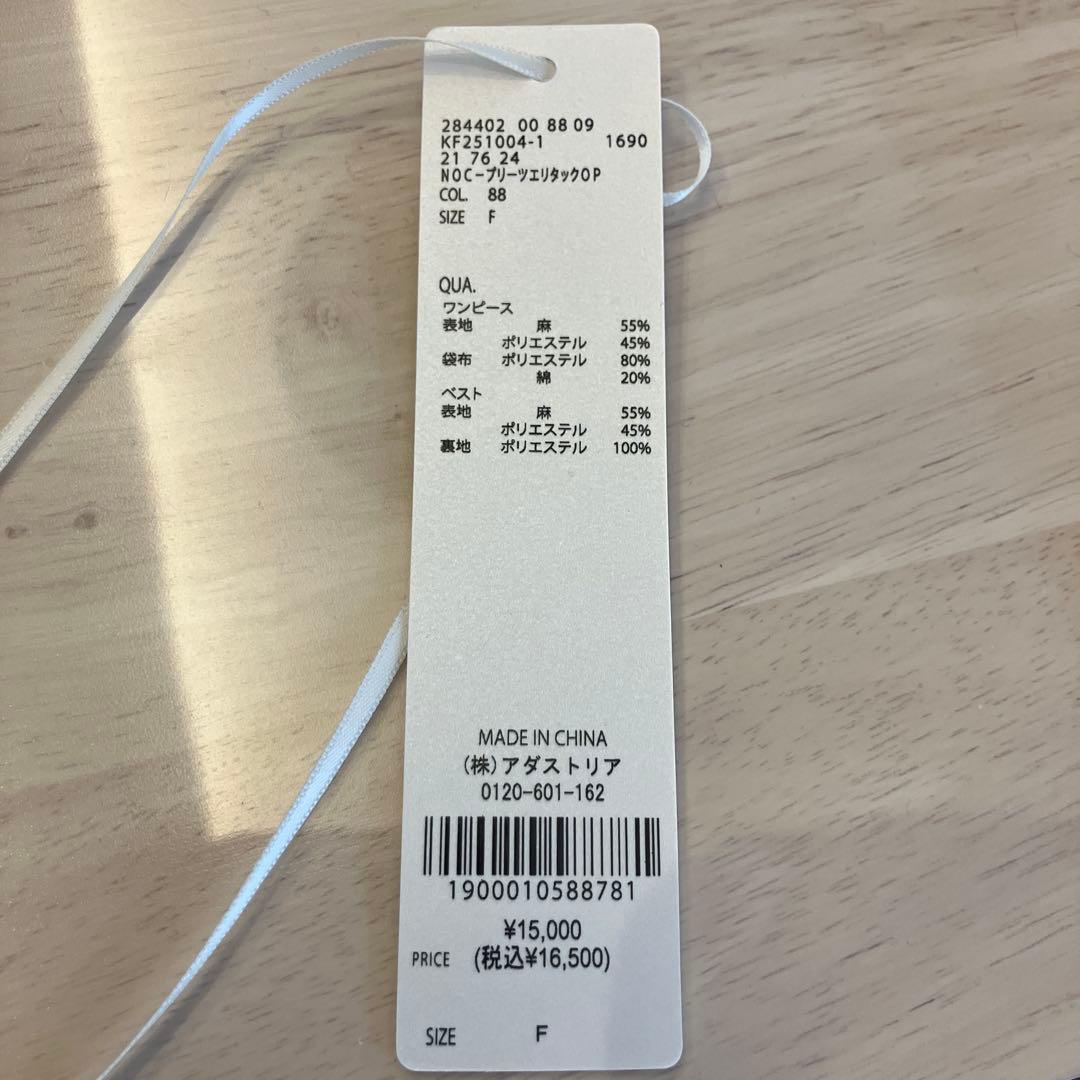 284402 00 88 09
KF251004-1 1690
21 76 24
NOC-プリーツエリタックOP
COL. 88
SIZE F
QUA.
ワンピース
表地 麻 55%
ポリエステル 45%
袋布 ポリエステル 80%
綿 20%
ベスト
表地 麻 55%
ポリエステル 45%
裏地 ポリエステル 100%
MADE IN CHINA
(株)アダストリア
0120-601-162
1900010588781
¥15,000
PRICE (税込¥16,500)
SIZE F